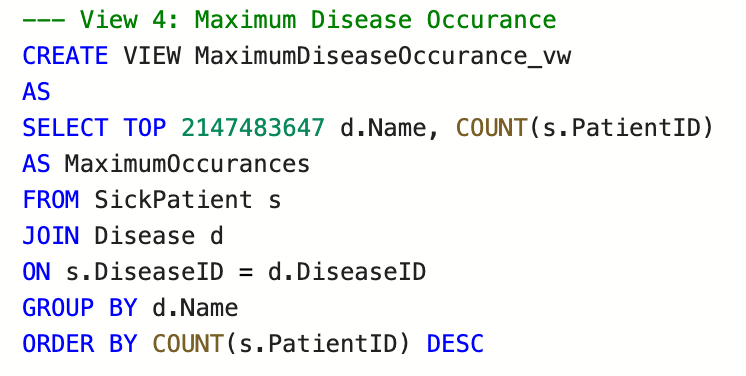 --- View 4: Maximum Disease Occurance
CREATE VIEW MaximumDiseaseOccurance_vw
AS
SELECT TOP 2147483647 d.Name, COUNT(s.PatientID)
AS MaximumOccurances
FROM SickPatient s
JOIN Disease d
ON s.DiseaseID = d.DiseaseID
GROUP BY d.Name
ORDER BY COUNT(s.PatientID) DESC